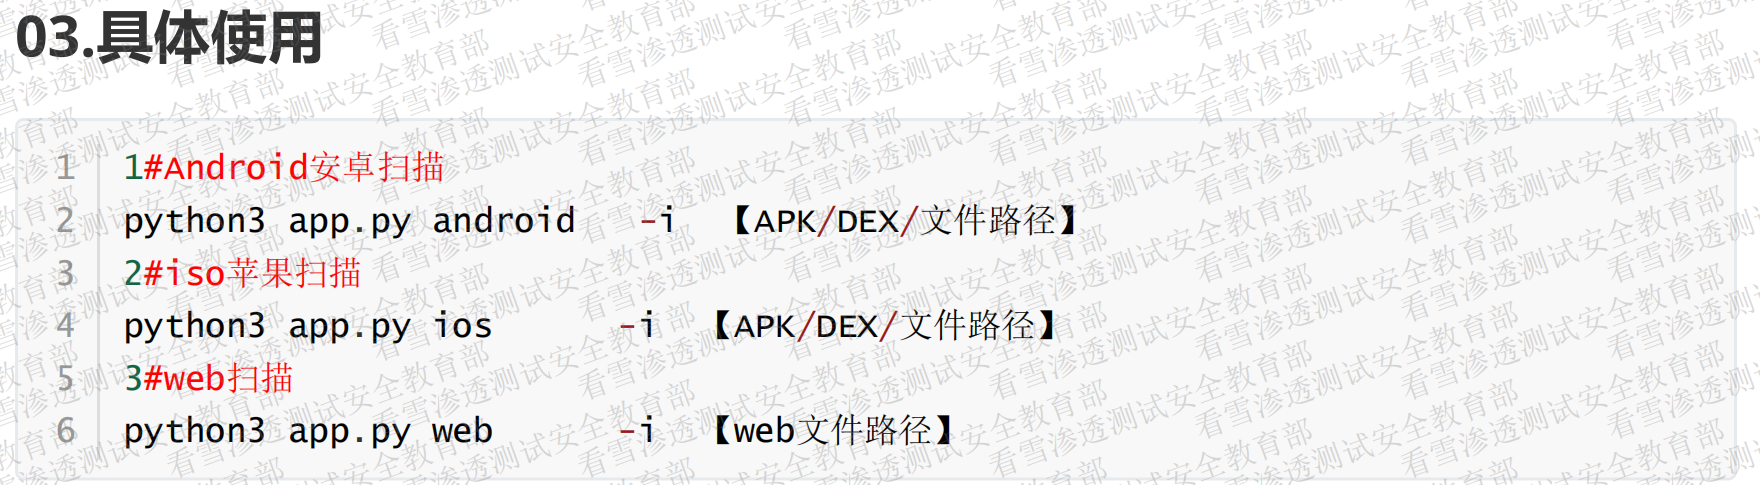 03.具体使用
1 1#Android安卓扫描
2 python3 app.py android -i 【APK/DEX/文件路径】
3 2#iso苹果扫描
4 python3 app.py ios -i 【APK/DEX/文件路径】
5 3#web扫描
6 python3 app.py web -i 【web文件路径】
看雪渗透测试安全教育部